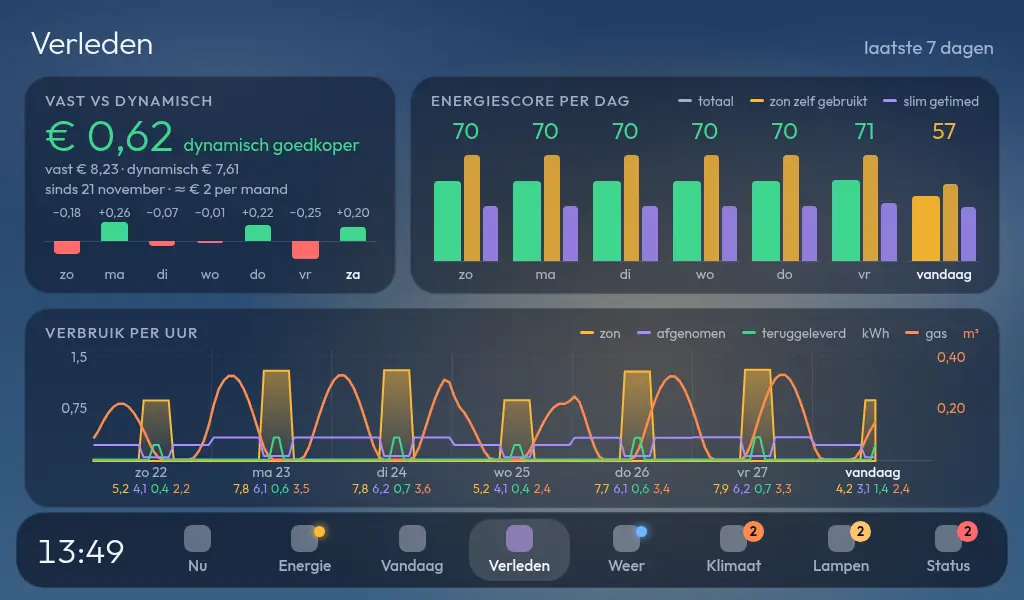 Verleden
laatste 7 dagen
VAST VS DYNAMISCH
€ 0,62 dynamisch goedkoper
vast € 8,23 · dynamisch € 7,61
sinds 21 november · ≈ € 2 per maand
−0,18 +0,26 −0,07 −0,01 +0,22 −0,25 +0,20
zo ma di wo do vr za
ENERGIESCORE PER DAG
totaal zon zelf gebruikt slim getimed
70 70 70 70 70 71 57
zo ma di wo do vr vandaag
VERBRUIK PER UUR
zon afgenomen teruggeleverd kWh gas m³
1,5 0,40
0,75 0,20
zo 22 ma 23 di 24 wo 25 do 26 vr 27 vandaag
5,2 4,1 0,4 2,2 7,8 6,1 0,6 3,5 7,8 6,2 0,7 3,6 5,2 4,1 0,4 2,4 7,7 6,1 0,6 3,4 7,9 6,2 0,7 3,3 4,2 3,1 1,4 2,4
13:49
2 2 2
Nu Energie Vandaag Verleden Weer Klimaat Lampen Status